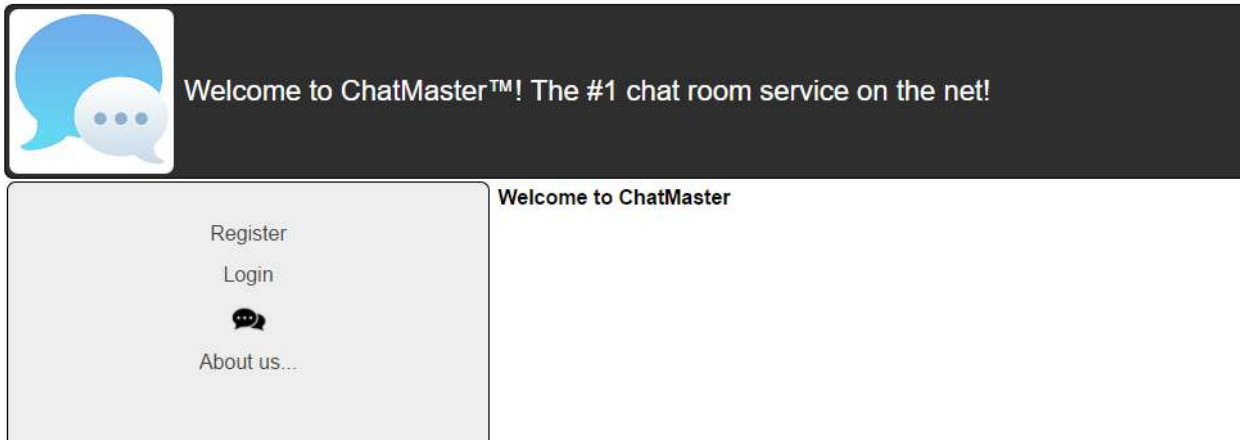 Welcome to ChatMaster™! The #1 chat room service on the net!
Welcome to ChatMaster
Register
Login
About us...